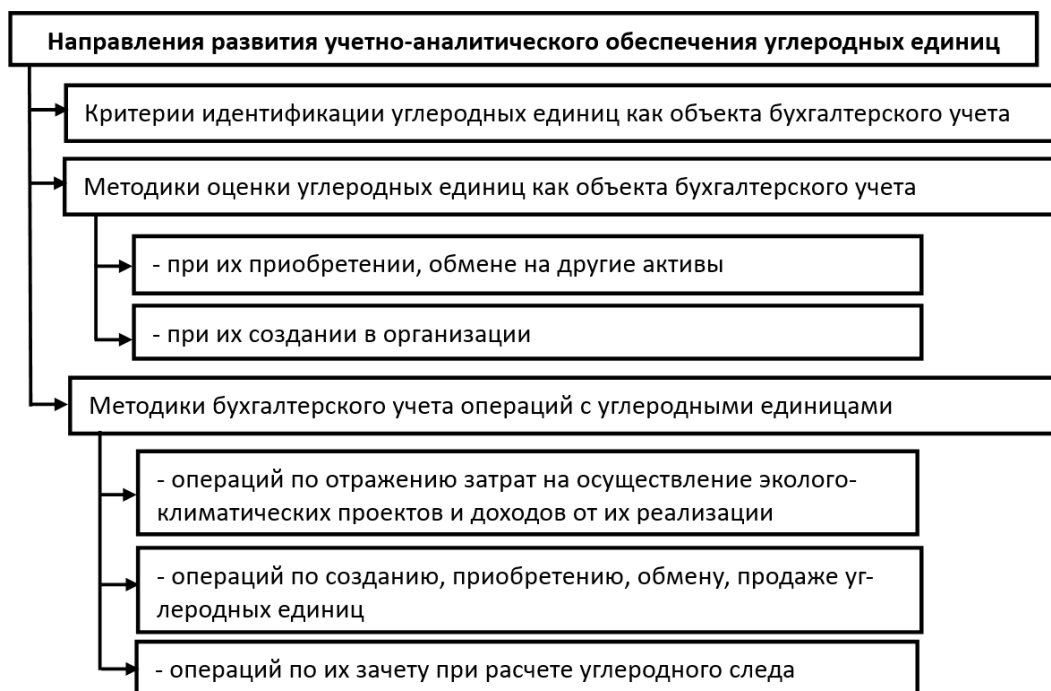 Направления развития учетно-аналитического обеспечения углеродных единиц
Критерии идентификации углеродных единиц как объекта бухгалтерского учета
Методики оценки углеродных единиц как объекта бухгалтерского учета
- при их приобретении, обмене на другие активы
- при их создании в организации
Методики бухгалтерского учета операций с углеродными единицами
- операций по отражению затрат на осуществление эколого-
климатических проектов и доходов от их реализации
- операций по созданию, приобретению, обмену, продаже уг-
леродных единиц
- операций по их зачету при расчете углеродного следа